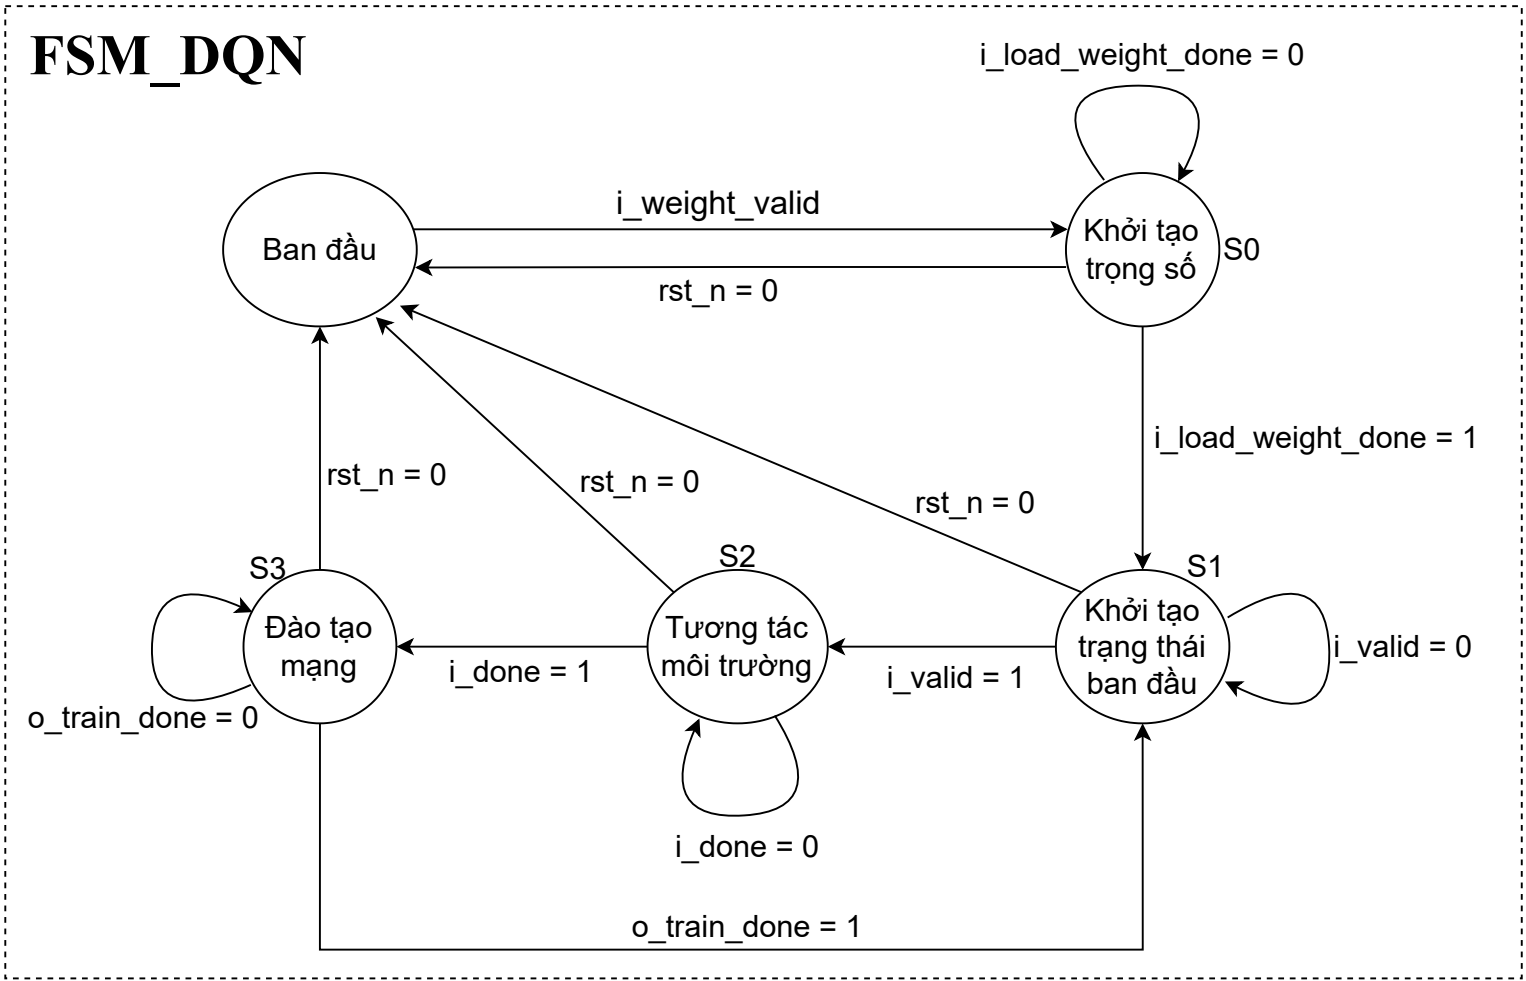 FSM_DQN
i_load_weight_done = 0
i_weight_valid
Ban đầu
Khởi tạo
trọng số
S0
rst_n = 0
i_load_weight_done = 1
rst_n = 0
rst_n = 0
rst_n = 0
S3
S2
S1
Đào tạo
mạng
Tương tác
môi trường
Khởi tạo
trạng thái
ban đầu
i_valid = 0
i_done = 1
i_valid = 1
o_train_done = 0
i_done = 0
o_train_done = 1